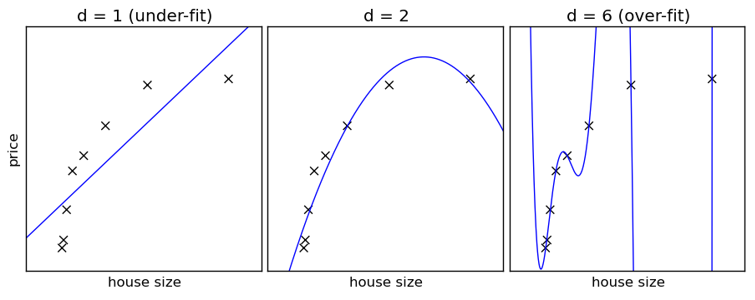 d = 1 (under-fit)
d = 2
d = 6 (over-fit)
price
house size
house size
house size